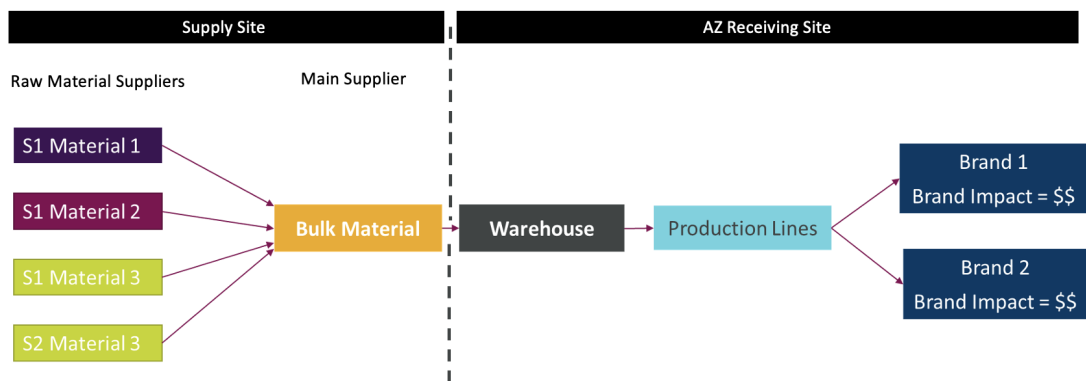 Supply Site
AZ Receiving Site
Raw Material Suppliers
Main Supplier
S1 Material 1
S1 Material 2
S1 Material 3
S2 Material 3
Bulk Material
Warehouse
Production Lines
Brand 1
Brand Impact = $$
Brand 2
Brand Impact = $$